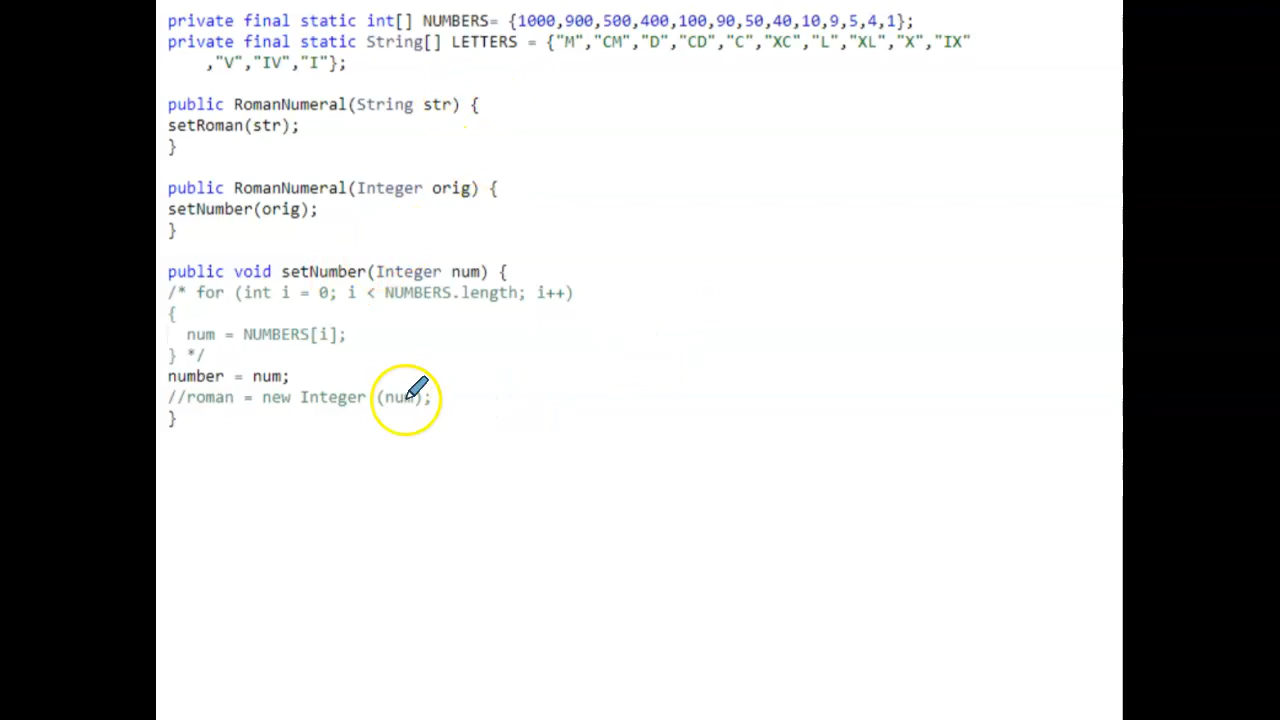 private final static int[] NUMBERS= {1000,900,500,400,100,90,50,40,10,9,5,4,1};
private final static String[] LETTERS = {"M","CM","D","CD","C","XC","L","XL","X","IX"
,"V","IV","I"};
public RomanNumeral(String str) {
setRoman(str);
}
public RomanNumeral(Integer orig) {
setNumber(orig);
}
public void setNumber(Integer num) {
/* for (int i = 0; i < NUMBERS.length; i++)
{
num = NUMBERS[i];
} */
number = num;
//roman = new Integer (num);
}